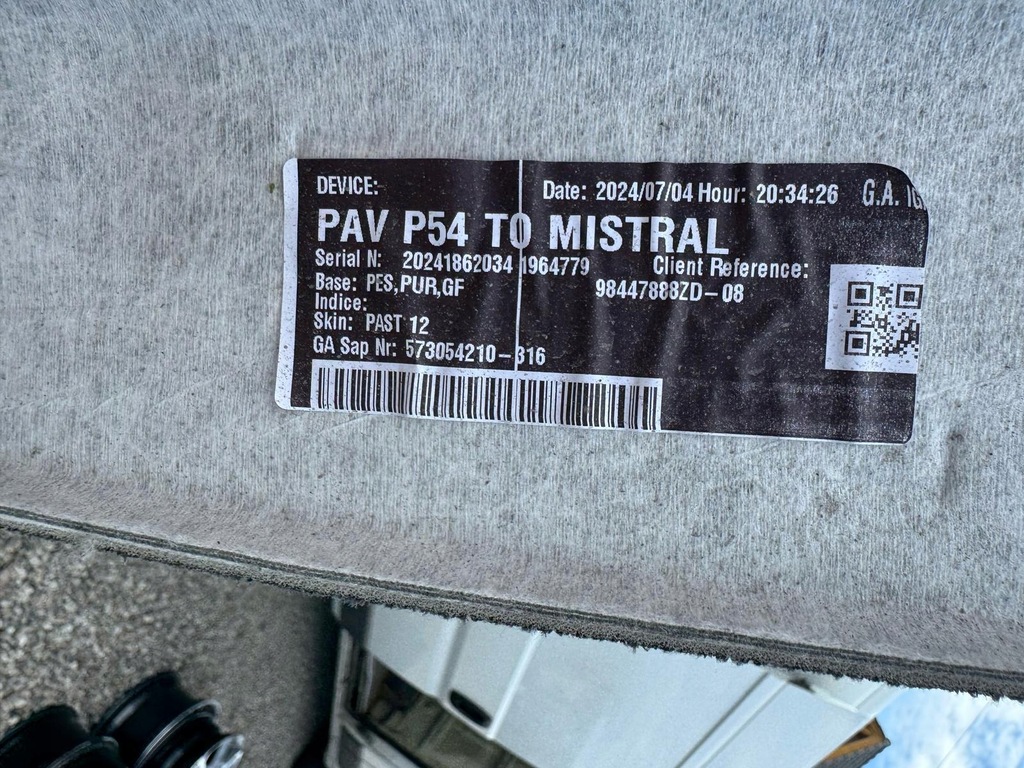 DEVICE:
Date: 2024/07/04 Hour: 20:34:26 G.A.
PAV P54 TO MISTRAL
Serial N: 20241862034 1964779 Client Reference:
Base: PES,PUR,GF 98447888ZD-08
Indice:
Skin: PAST 12
GA Sap Nr: 573054210-816